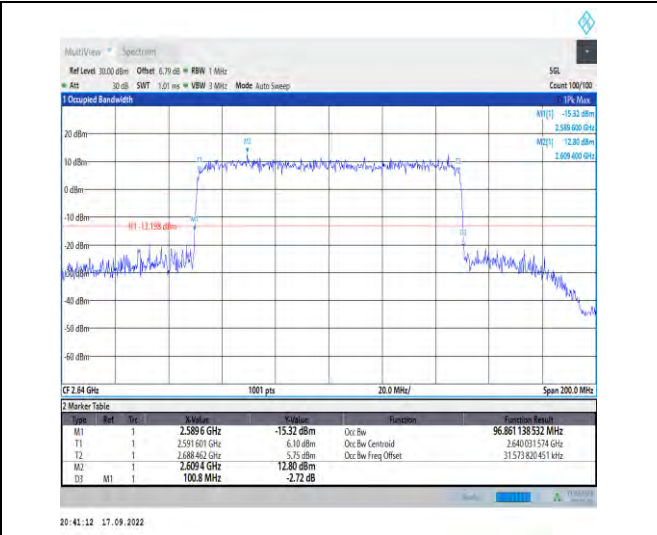 MultiView Spectrum
Ref Level 30.00 dBm Offset 6.79 dB RBW 1 MHz SGL
Att 30 dB SWT 1.01 ms VBW 3 MHz Mode Auto Sweep Count 100/100
1 Occupied Bandwidth 1Pk Max
M1[1] -15.32 dBm
2.589 600 GHz
20 dBm M2[1] 12.80 dBm
2.609 400 GHz
M2
10 dBm T1
0 dBm
-10 dBm M1
H1 -13.198 dBm
D3
-20 dBm
-30 dBm
-40 dBm
-50 dBm
-60 dBm
CF 2.64 GHz 1001 pts 20.0 MHz/ Span 200.0 MHz
2 Marker Table
Type Ref Trc X-Value Y-Value Function Function Result
M1 1 2.5896 GHz -15.32 dBm Occ Bw 96.861 138 532 MHz
T1 1 2.591 601 GHz 6.10 dBm Occ Bw Centroid 2.640 031 574 GHz
T2 1 2.688 462 GHz 5.75 dBm Occ Bw Freq Offset 31.573 820 451 kHz
M2 1 2.6094 GHz 12.80 dBm
D3 M1 1 100.8 MHz -2.72 dB
20:41:12 17.09.2022